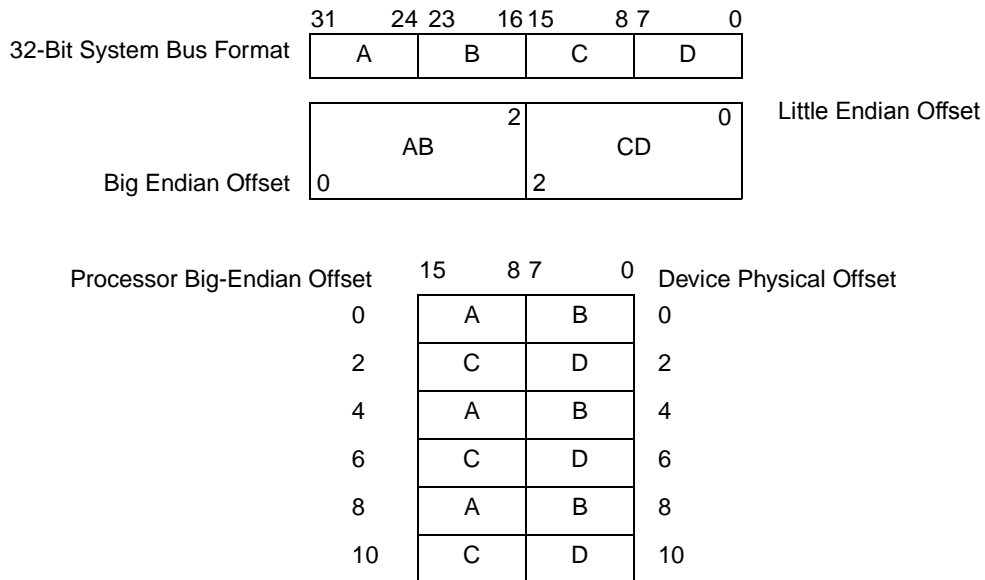 31 24 23 16 15 8 7 0
32-Bit System Bus Format A B C D
2 0 Little Endian Offset
AB CD
Big Endian Offset 0 2
Processor Big-Endian Offset 15 8 7 0 Device Physical Offset
0 A B 0
2 C D 2
4 A B 4
6 C D 6
8 A B 8
10 C D 10